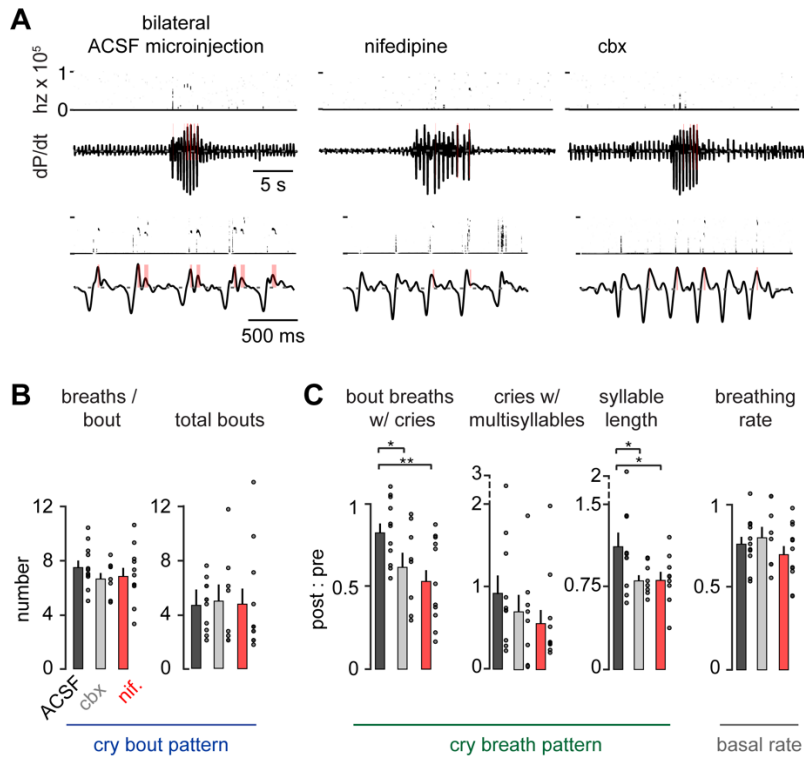 A
bilateral
ACSF microinjection
nifedipine
cbx
hz x 10⁵
1
0
dP/dt
5 s
500 ms
B
breaths /
bout
total bouts
number
12
8
4
0
12
8
4
0
ACSF
cbx
nif.
cry bout pattern
C
bout breaths
w/ cries
cries w/
multisyllables
syllable
length
breathing
rate
post : pre
*
**
1
0.5
0
3
2
1
0
*
*
2
1.5
0.75
0
1
0.5
0
cry breath pattern
basal rate